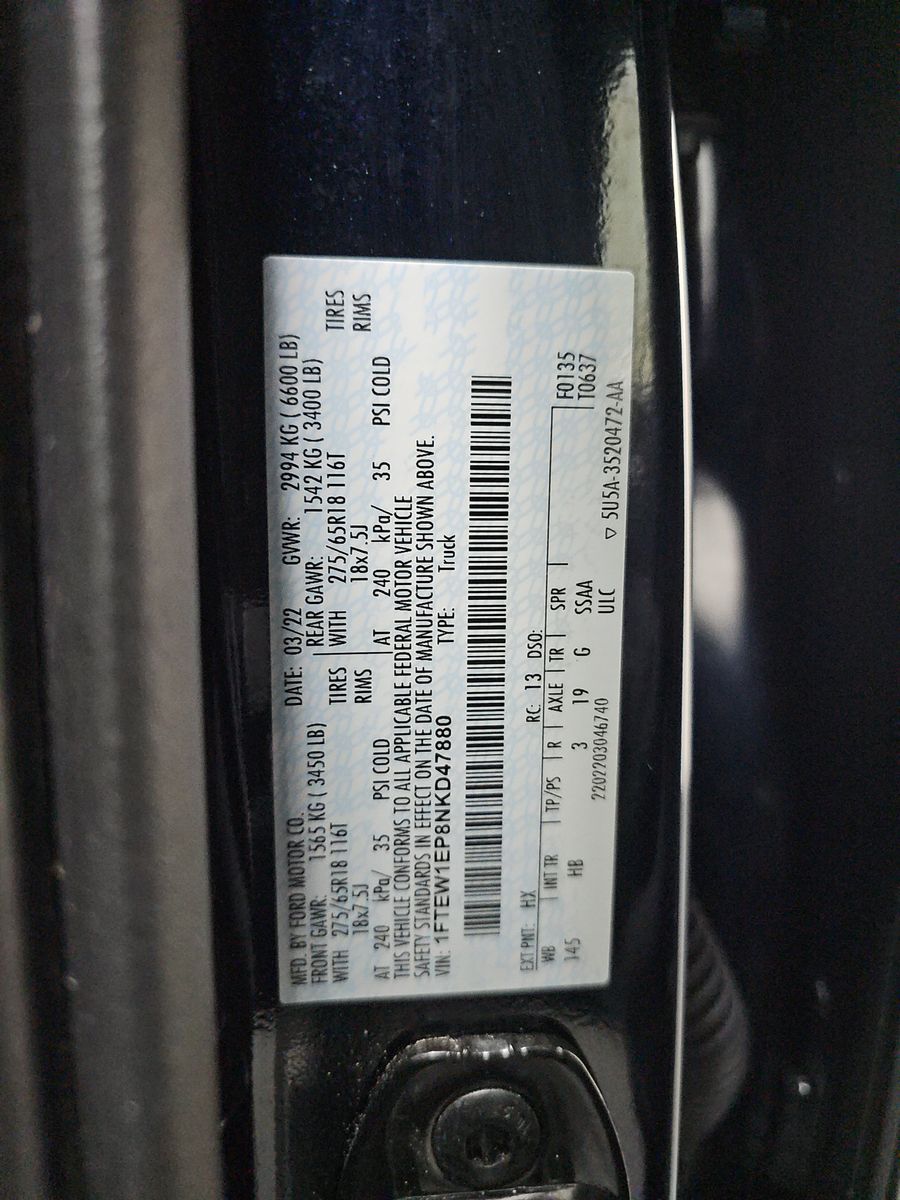 MFD. BY FORD MOTOR CO. DATE: 03/22 GVWR: 2994 KG ( 6600 LB)
FRONT GAWR: 1565 KG ( 3450 LB) REAR GAWR: 1542 KG ( 3400 LB)
WITH 275/65R18 116T TIRES WITH 275/65R18 116T TIRES
18x7.5J RIMS 18x7.5J RIMS
AT 240 kPa/ 35 PSI COLD AT 240 kPa/ 35 PSI COLD
THIS VEHICLE CONFORMS TO ALL APPLICABLE FEDERAL MOTOR VEHICLE
SAFETY STANDARDS IN EFFECT ON THE DATE OF MANUFACTURE SHOWN ABOVE.
VIN: 1FTEW1EP8NKD47880 TYPE: Truck
EXT PNT: HX RC: 13 DSO:
WB INT TR TP/PS R AXLE TR SPR F0135
145 HB 3 19 G SSAA T0637
2202203046740 ULC ▽ 5U5A-3520472-AA